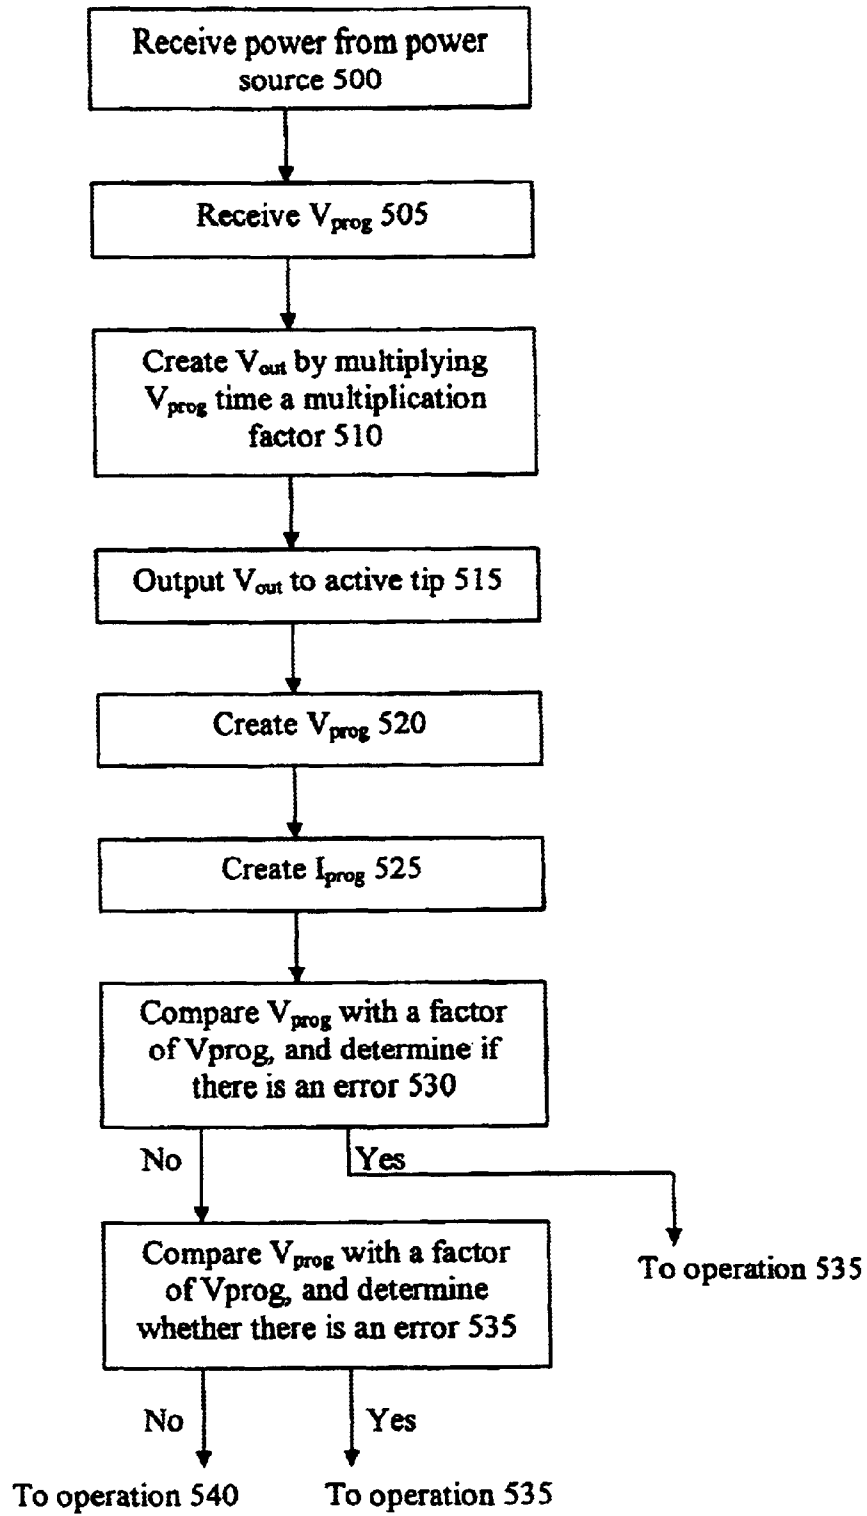 Receive power from power
source 500
Receive Vprog 505
Create Vout by multiplying
Vprog time a multiplication
factor 510
Output Vout to active tip 515
Create Vprog 520
Create Iprog 525
Compare Vprog with a factor
of Vprog, and determine if
there is an error 530
No
Yes
To operation 535
Compare Vprog with a factor
of Vprog, and determine
whether there is an error 535
No
Yes
To operation 540
To operation 535